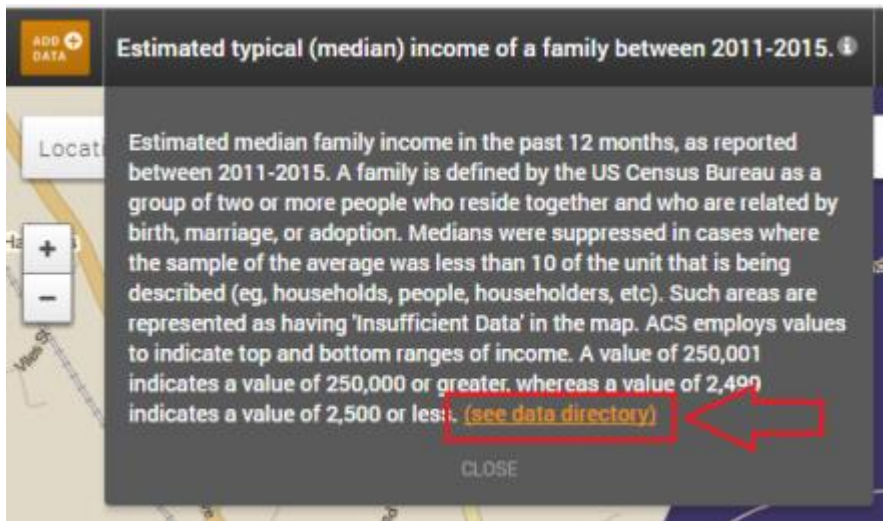 ADD
DATA
Estimated typical (median) income of a family between 2011-2015.
Locati
Estimated median family income in the past 12 months, as reported
between 2011-2015. A family is defined by the US Census Bureau as a
group of two or more people who reside together and who are related by
birth, marriage, or adoption. Medians were suppressed in cases where
the sample of the average was less than 10 of the unit that is being
described (eg, households, people, householders, etc). Such areas are
represented as having 'Insufficient Data' in the map. ACS employs values
to indicate top and bottom ranges of income. A value of 250,001
indicates a value of 250,000 or greater, whereas a value of 2,499
indicates a value of 2,500 or less. (see data directory)
CLOSE
+
−
Viles St